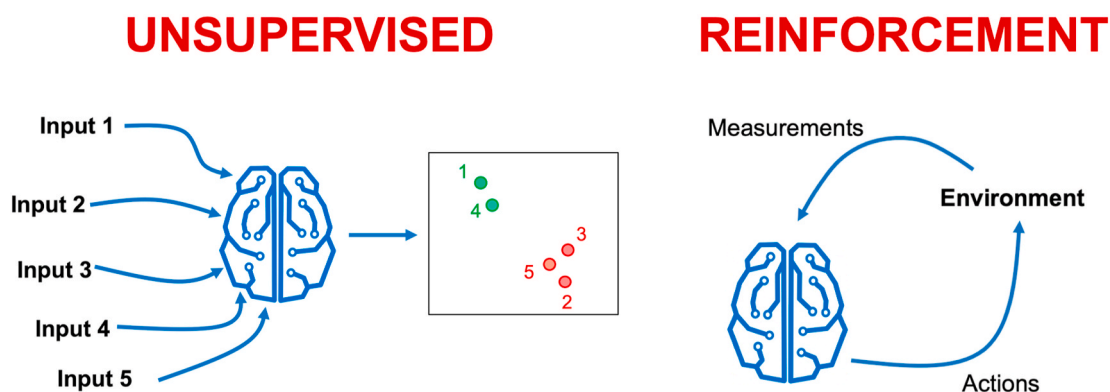 UNSUPERVISED
Input 1
Input 2
Input 3
Input 4
Input 5
1
4
3
5
2
REINFORCEMENT
Measurements
Environment
Actions